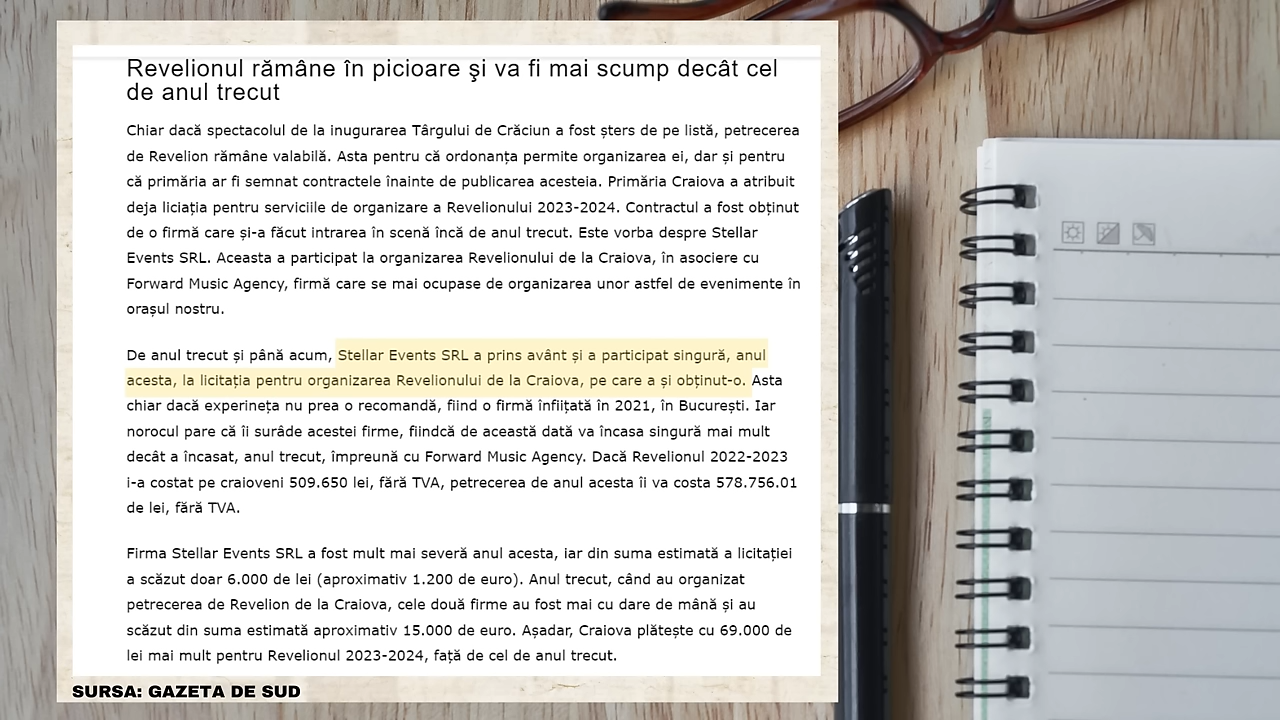 Revelionul rămâne în picioare şi va fi mai scump decât cel
de anul trecut
Chiar dacă spectacolul de la inugurarea Târgului de Crăciun a fost șters de pe listă, petrecerea
de Revelion rămâne valabilă. Asta pentru că ordonanța permite organizarea ei, dar și pentru
că primăria ar fi semnat contractele înainte de publicarea acesteia. Primăria Craiova a atribuit
deja liciația pentru serviciile de organizare a Revelionului 2023-2024. Contractul a fost obținut
de o firmă care și-a făcut intrarea în scenă încă de anul trecut. Este vorba despre Stellar
Events SRL. Aceasta a participat la organizarea Revelionului de la Craiova, în asociere cu
Forward Music Agency, firmă care se mai ocupase de organizarea unor astfel de evenimente în
orașul nostru.
De anul trecut și până acum, Stellar Events SRL a prins avânt și a participat singură, anul
acesta, la licitația pentru organizarea Revelionului de la Craiova, pe care a și obținut-o. Asta
chiar dacă experineța nu prea o recomandă, fiind o firmă înfiițată în 2021, în București. Iar
norocul pare că îi surâde acestei firme, fiindcă de această dată va încasa singură mai mult
decât a încasat, anul trecut, împreună cu Forward Music Agency. Dacă Revelionul 2022-2023
i-a costat pe craioveni 509.650 lei, fără TVA, petrecerea de anul acesta îi va costa 578.756.01
de lei, fără TVA.
Firma Stellar Events SRL a fost mult mai severă anul acesta, iar din suma estimată a licitației
a scăzut doar 6.000 de lei (aproximativ 1.200 de euro). Anul trecut, când au organizat
petrecerea de Revelion de la Craiova, cele două firme au fost mai cu dare de mână și au
scăzut din suma estimată aproximativ 15.000 de euro. Așadar, Craiova plătește cu 69.000 de
lei mai mult pentru Revelionul 2023-2024, față de cel de anul trecut.
SURSA: GAZETA DE SUD